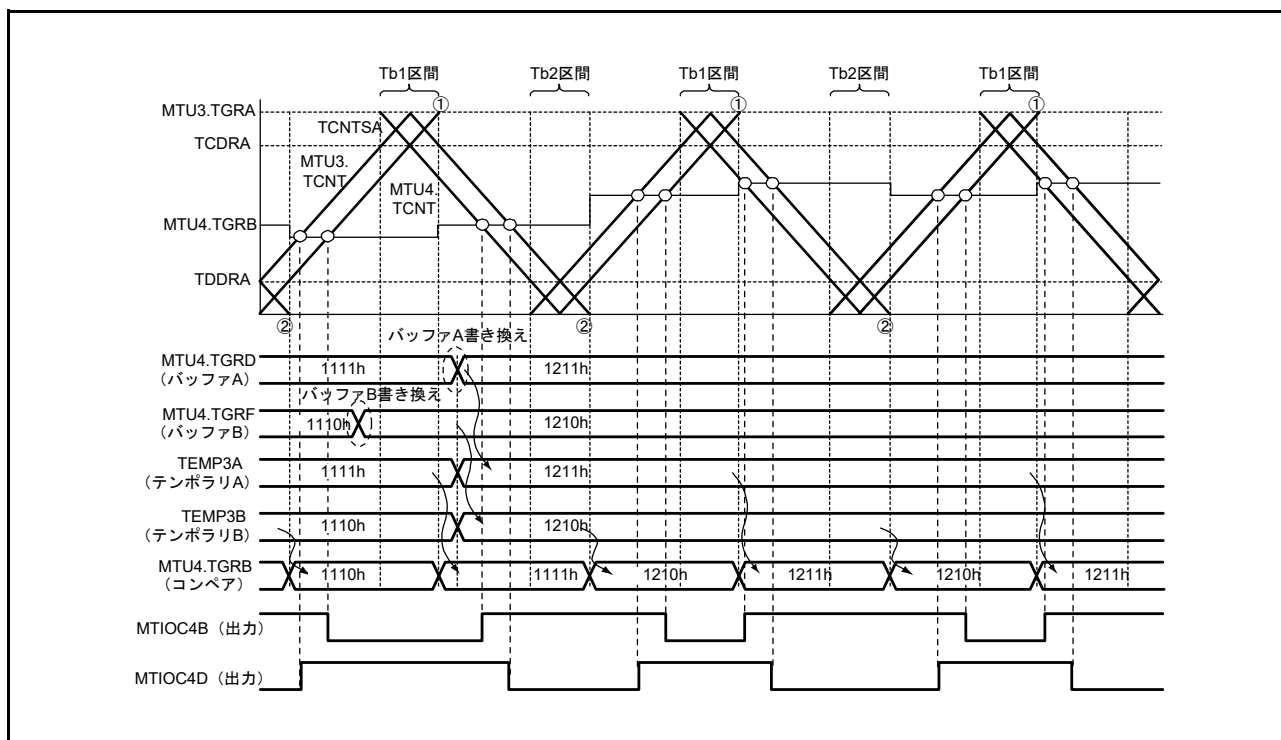 Tb1区間 Tb2区間 Tb1区間 Tb2区間 Tb1区間
MTU3.TGRA ① ① ①
TCNTSA
TCDRA
MTU3.
TCNT
MTU4
TCNT
MTU4.TGRB
TDDRA
② ② ②
バッファA書き換え
MTU4.TGRD
(バッファA)
1111h 1211h
バッファB書き換え
MTU4.TGRF
(バッファB)
1110h 1210h
TEMP3A
(テンポラリA)
1111h 1211h
TEMP3B
(テンポラリB)
1110h 1210h
MTU4.TGRB
(コンペア)
1110h 1111h 1210h 1211h 1210h 1211h
MTIOC4B(出力)
MTIOC4D(出力)